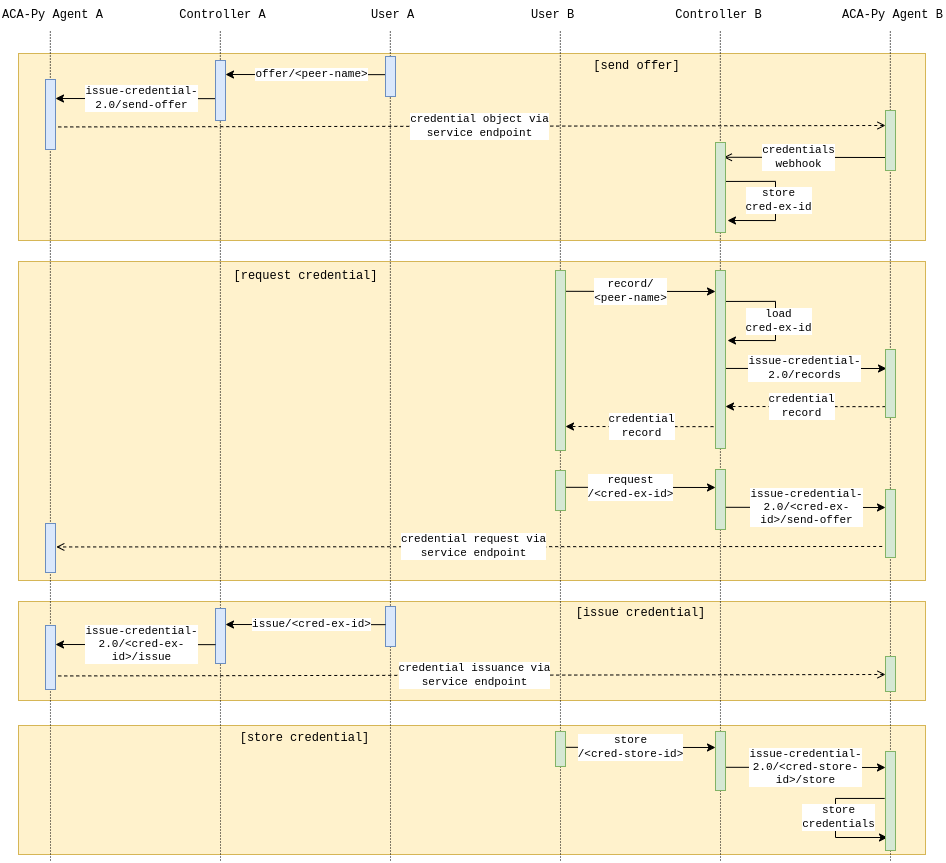 ACA-Py Agent A
Controller A
User A
User B
Controller B
ACA-Py Agent B
[send offer]
offer/<peer-name>
issue-credential-
2.0/send-offer
credential object via
service endpoint
credentials
webhook
store
cred-ex-id
[request credential]
record/
<peer-name>
load
cred-ex-id
issue-credential-
2.0/records
credential
record
credential
record
request
/<cred-ex-id>
issue-credential-
2.0/<cred-ex-
id>/send-offer
credential request via
service endpoint
[issue credential]
issue/<cred-ex-id>
issue-credential-
2.0/<cred-ex-
id>/issue
credential issuance via
service endpoint
[store credential]
store
/<cred-store-id>
issue-credential-
2.0/<cred-store-
id>/store
store
credentials